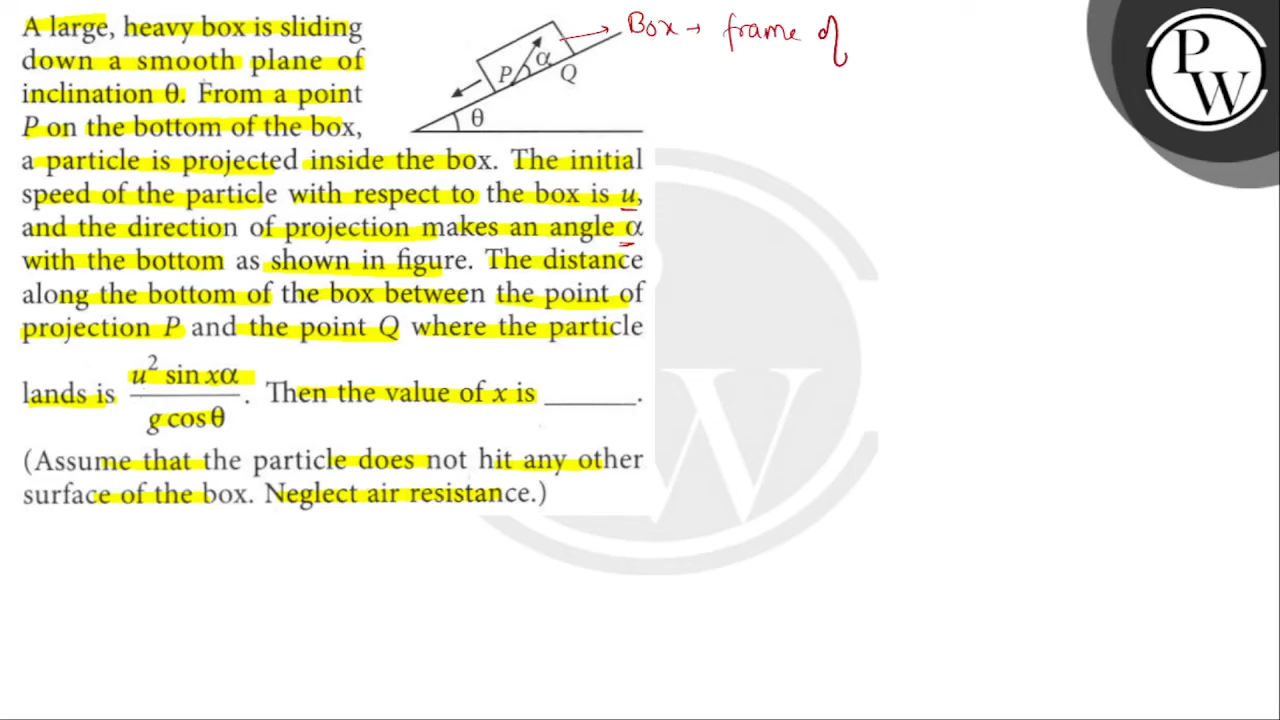 A large, heavy box is sliding
down a smooth plane of
inclination θ. From a point
P on the bottom of the box,
a particle is projected inside the box. The initial
speed of the particle with respect to the box is u,
and the direction of projection makes an angle α
with the bottom as shown in figure. The distance
along the bottom of the box between the point of
projection P and the point Q where the particle
lands is u² sin xα / g cos θ. Then the value of x is ______.
(Assume that the particle does not hit any other
surface of the box. Neglect air resistance.)
P α Q
θ
Box → frame of
P
W